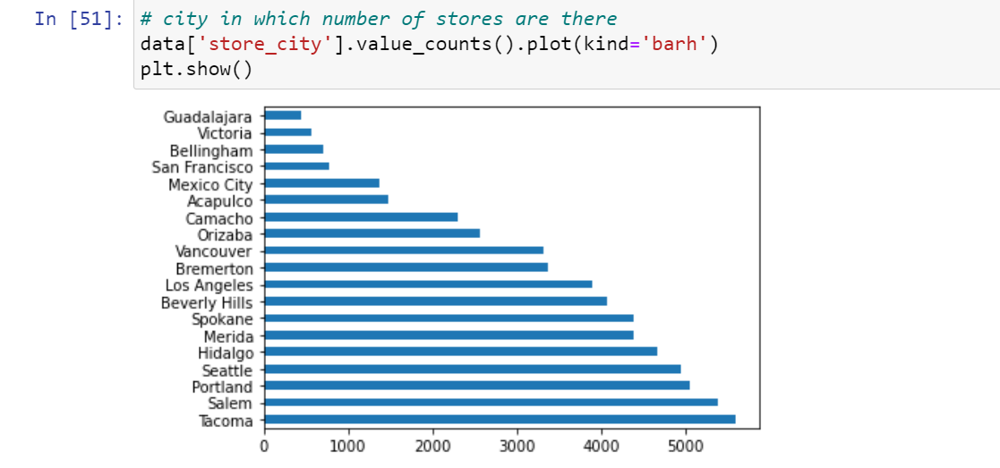 In [51]: # city in which number of stores are there
data['store_city'].value_counts().plot(kind='barh')
plt.show()
Guadalajara
Victoria
Bellingham
San Francisco
Mexico City
Acapulco
Camacho
Orizaba
Vancouver
Bremerton
Los Angeles
Beverly Hills
Spokane
Merida
Hidalgo
Seattle
Portland
Salem
Tacoma
0 1000 2000 3000 4000 5000